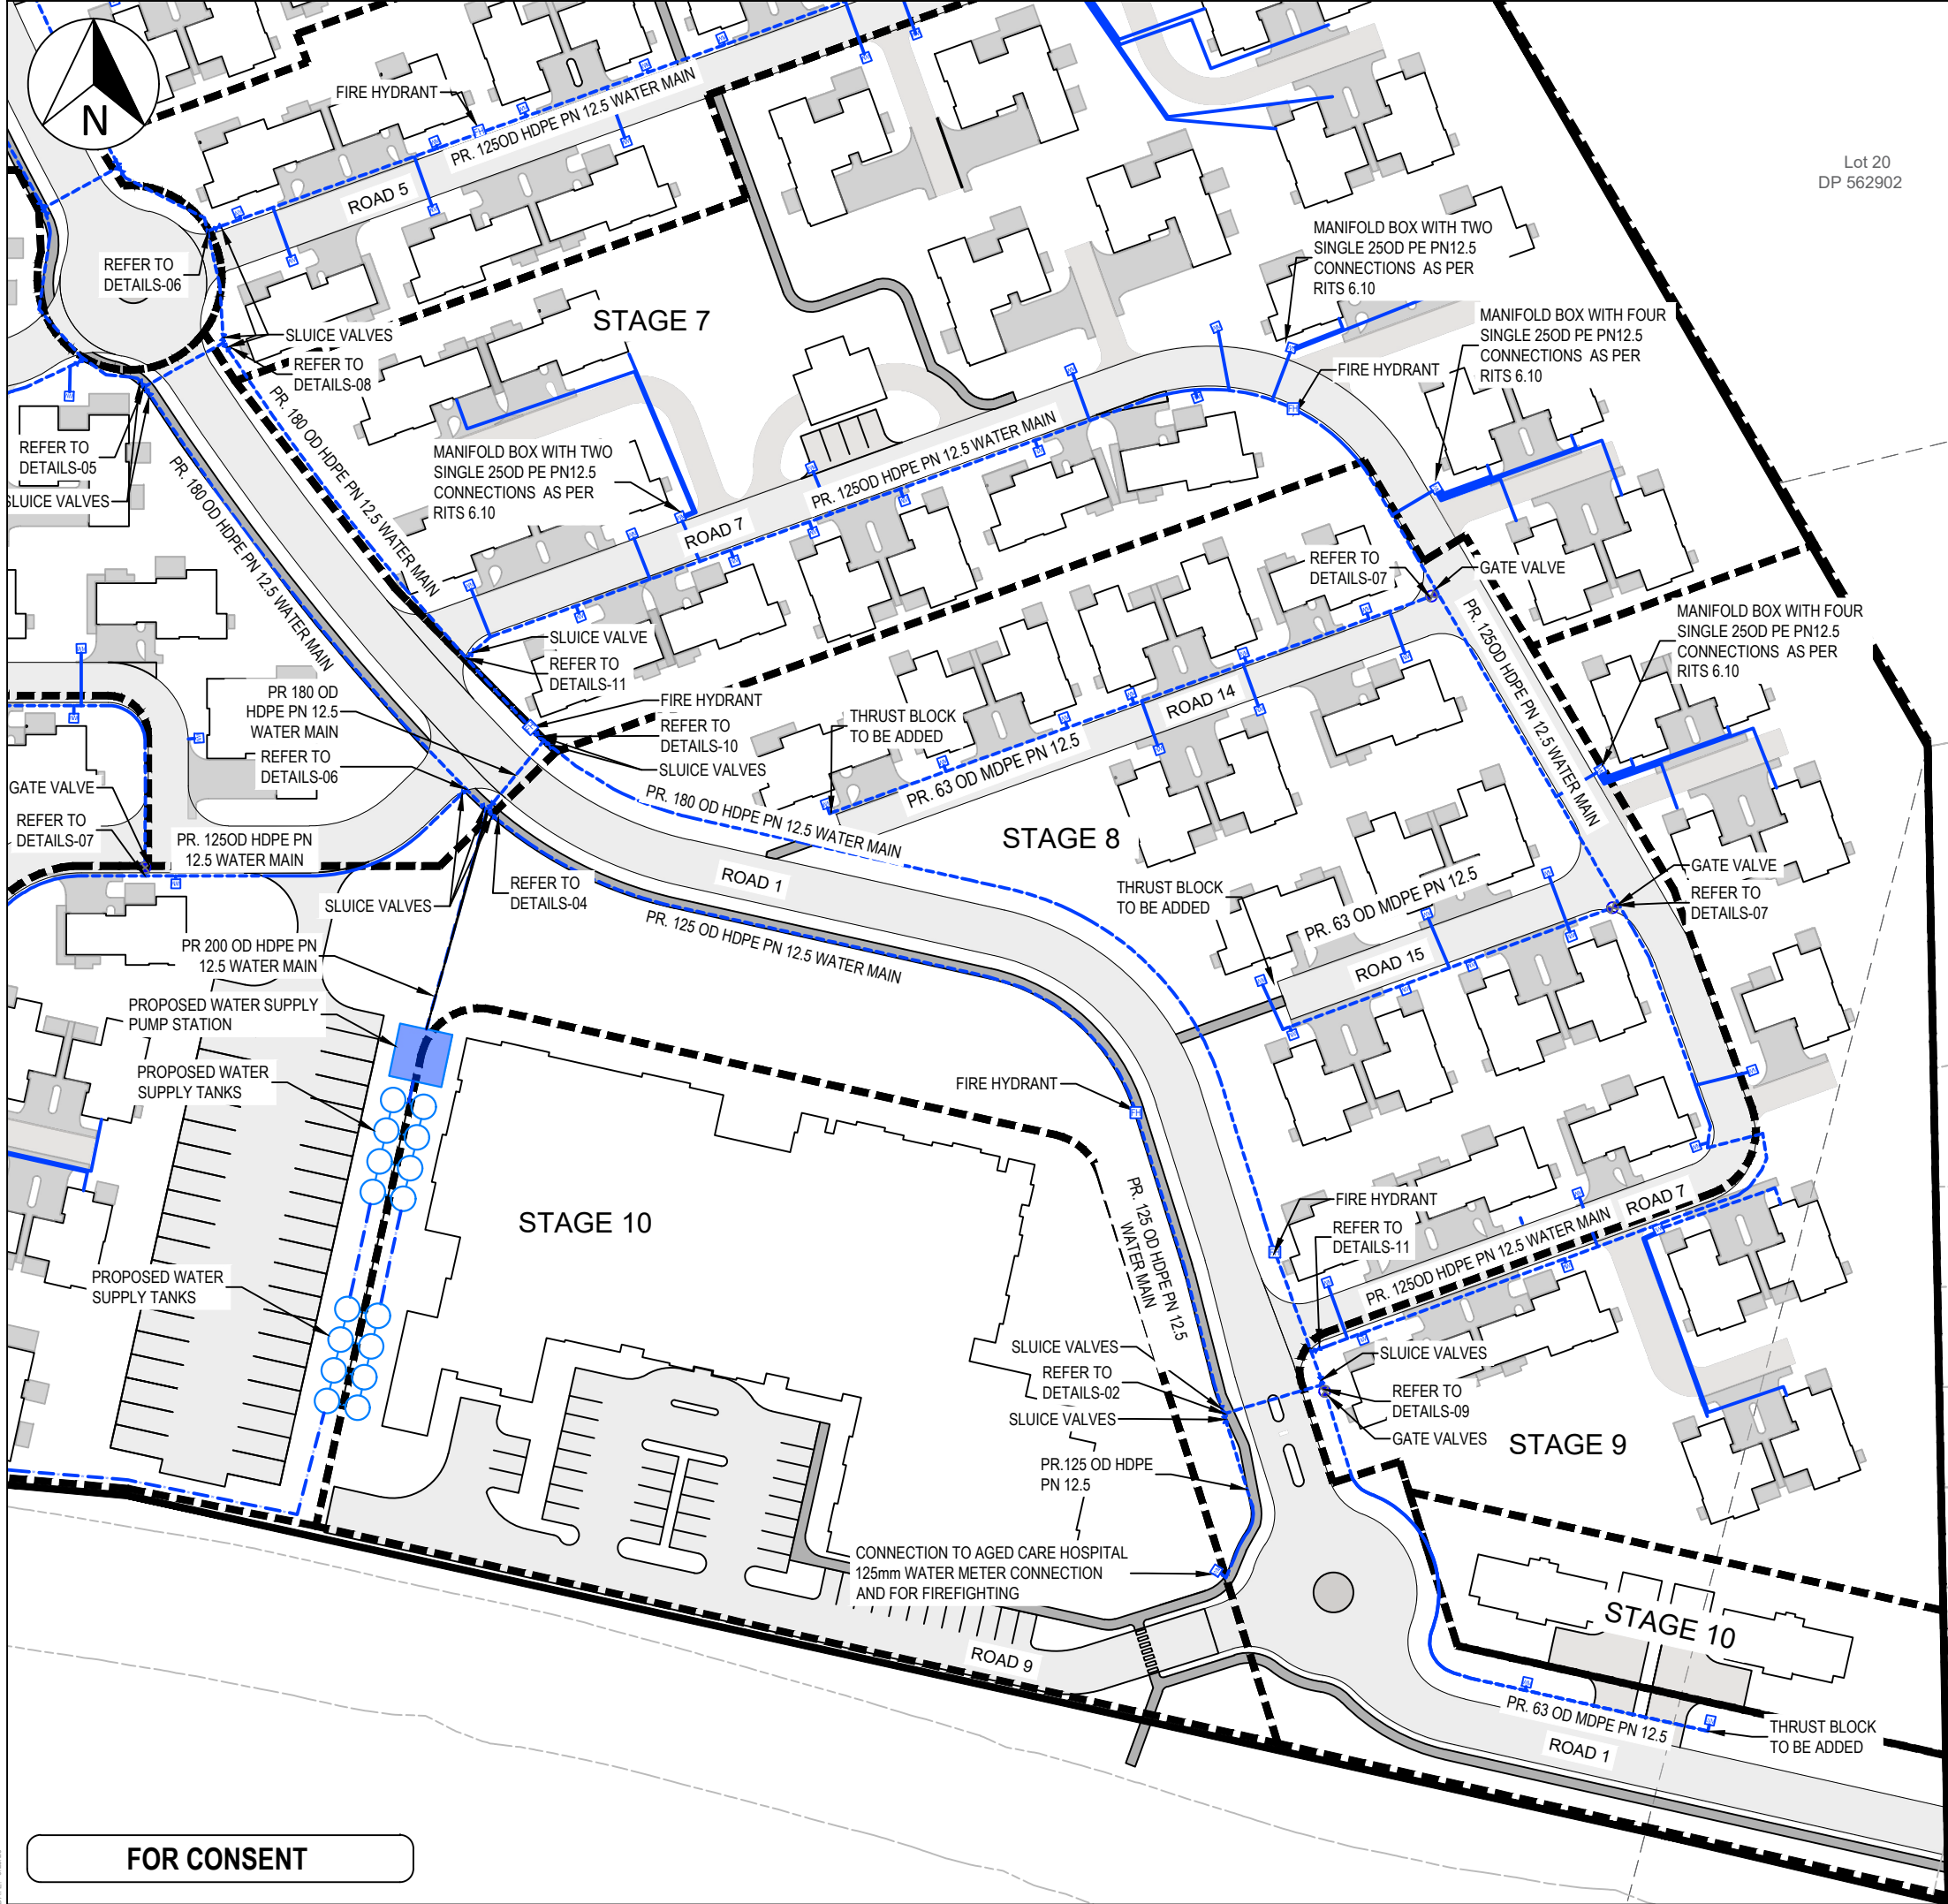 N
FIRE HYDRANT
PR. 125OD HDPE PN 12.5 WATER MAIN
ROAD 5
Lot 20
DP 562902
REFER TO
DETAILS-06
SLUICE VALVES
REFER TO
DETAILS-08
STAGE 7
MANIFOLD BOX WITH TWO
SINGLE 25OD PE PN12.5
CONNECTIONS AS PER
RITS 6.10
MANIFOLD BOX WITH FOUR
SINGLE 25OD PE PN12.5
CONNECTIONS AS PER
RITS 6.10
FIRE HYDRANT
REFER TO
DETAILS-05
SLUICE VALVES
PR. 180 OD HDPE PN 12.5 WATER MAIN
PR. 180 OD HDPE PN 12.5 WATER MAIN
MANIFOLD BOX WITH TWO
SINGLE 25OD PE PN12.5
CONNECTIONS AS PER
RITS 6.10
PR. 125OD HDPE PN 12.5 WATER MAIN
ROAD 7
REFER TO
DETAILS-07
GATE VALVE
PR. 125OD HDPE PN 12.5 WATER MAIN
MANIFOLD BOX WITH FOUR
SINGLE 25OD PE PN12.5
CONNECTIONS AS PER
RITS 6.10
SLUICE VALVE
REFER TO
DETAILS-11
PR 180 OD
HDPE PN 12.5
WATER MAIN
REFER TO
DETAILS-06
FIRE HYDRANT
REFER TO
DETAILS-10
SLUICE VALVES
THRUST BLOCK
TO BE ADDED
ROAD 14
PR. 63 OD MDPE PN 12.5
GATE VALVE
REFER TO
DETAILS-07
PR. 125OD HDPE PN
12.5 WATER MAIN
PR. 180 OD HDPE PN 12.5 WATER MAIN
STAGE 8
ROAD 1
REFER TO
DETAILS-04
SLUICE VALVES
PR. 125 OD HDPE PN 12.5 WATER MAIN
THRUST BLOCK
TO BE ADDED
PR. 63 OD MDPE PN 12.5
ROAD 15
GATE VALVE
REFER TO
DETAILS-07
PR 200 OD HDPE PN
12.5 WATER MAIN
PROPOSED WATER SUPPLY
PUMP STATION
PROPOSED WATER
SUPPLY TANKS
FIRE HYDRANT
PR. 125 OD HDPE PN 12.5
WATER MAIN
STAGE 10
FIRE HYDRANT
REFER TO
DETAILS-11
ROAD 7
PR. 125OD HDPE PN 12.5 WATER MAIN
PROPOSED WATER
SUPPLY TANKS
SLUICE VALVES
REFER TO
DETAILS-02
SLUICE VALVES
SLUICE VALVES
REFER TO
DETAILS-09
GATE VALVES
STAGE 9
PR.125 OD HDPE
PN 12.5
CONNECTION TO AGED CARE HOSPITAL
125mm WATER METER CONNECTION
AND FOR FIREFIGHTING
STAGE 10
ROAD 9
PR. 63 OD MDPE PN 12.5
ROAD 1
THRUST BLOCK
TO BE ADDED
FOR CONSENT